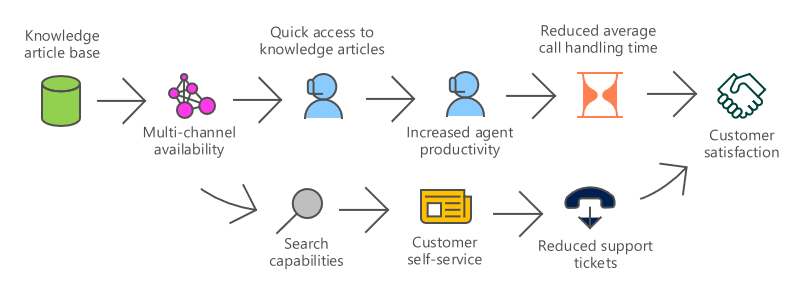 Knowledge
article base
Quick access to
knowledge articles
Reduced average
call handling time
Multi-channel
availability
Increased agent
productivity
Customer
satisfaction
Search
capabilities
Customer
self-service
Reduced support
tickets